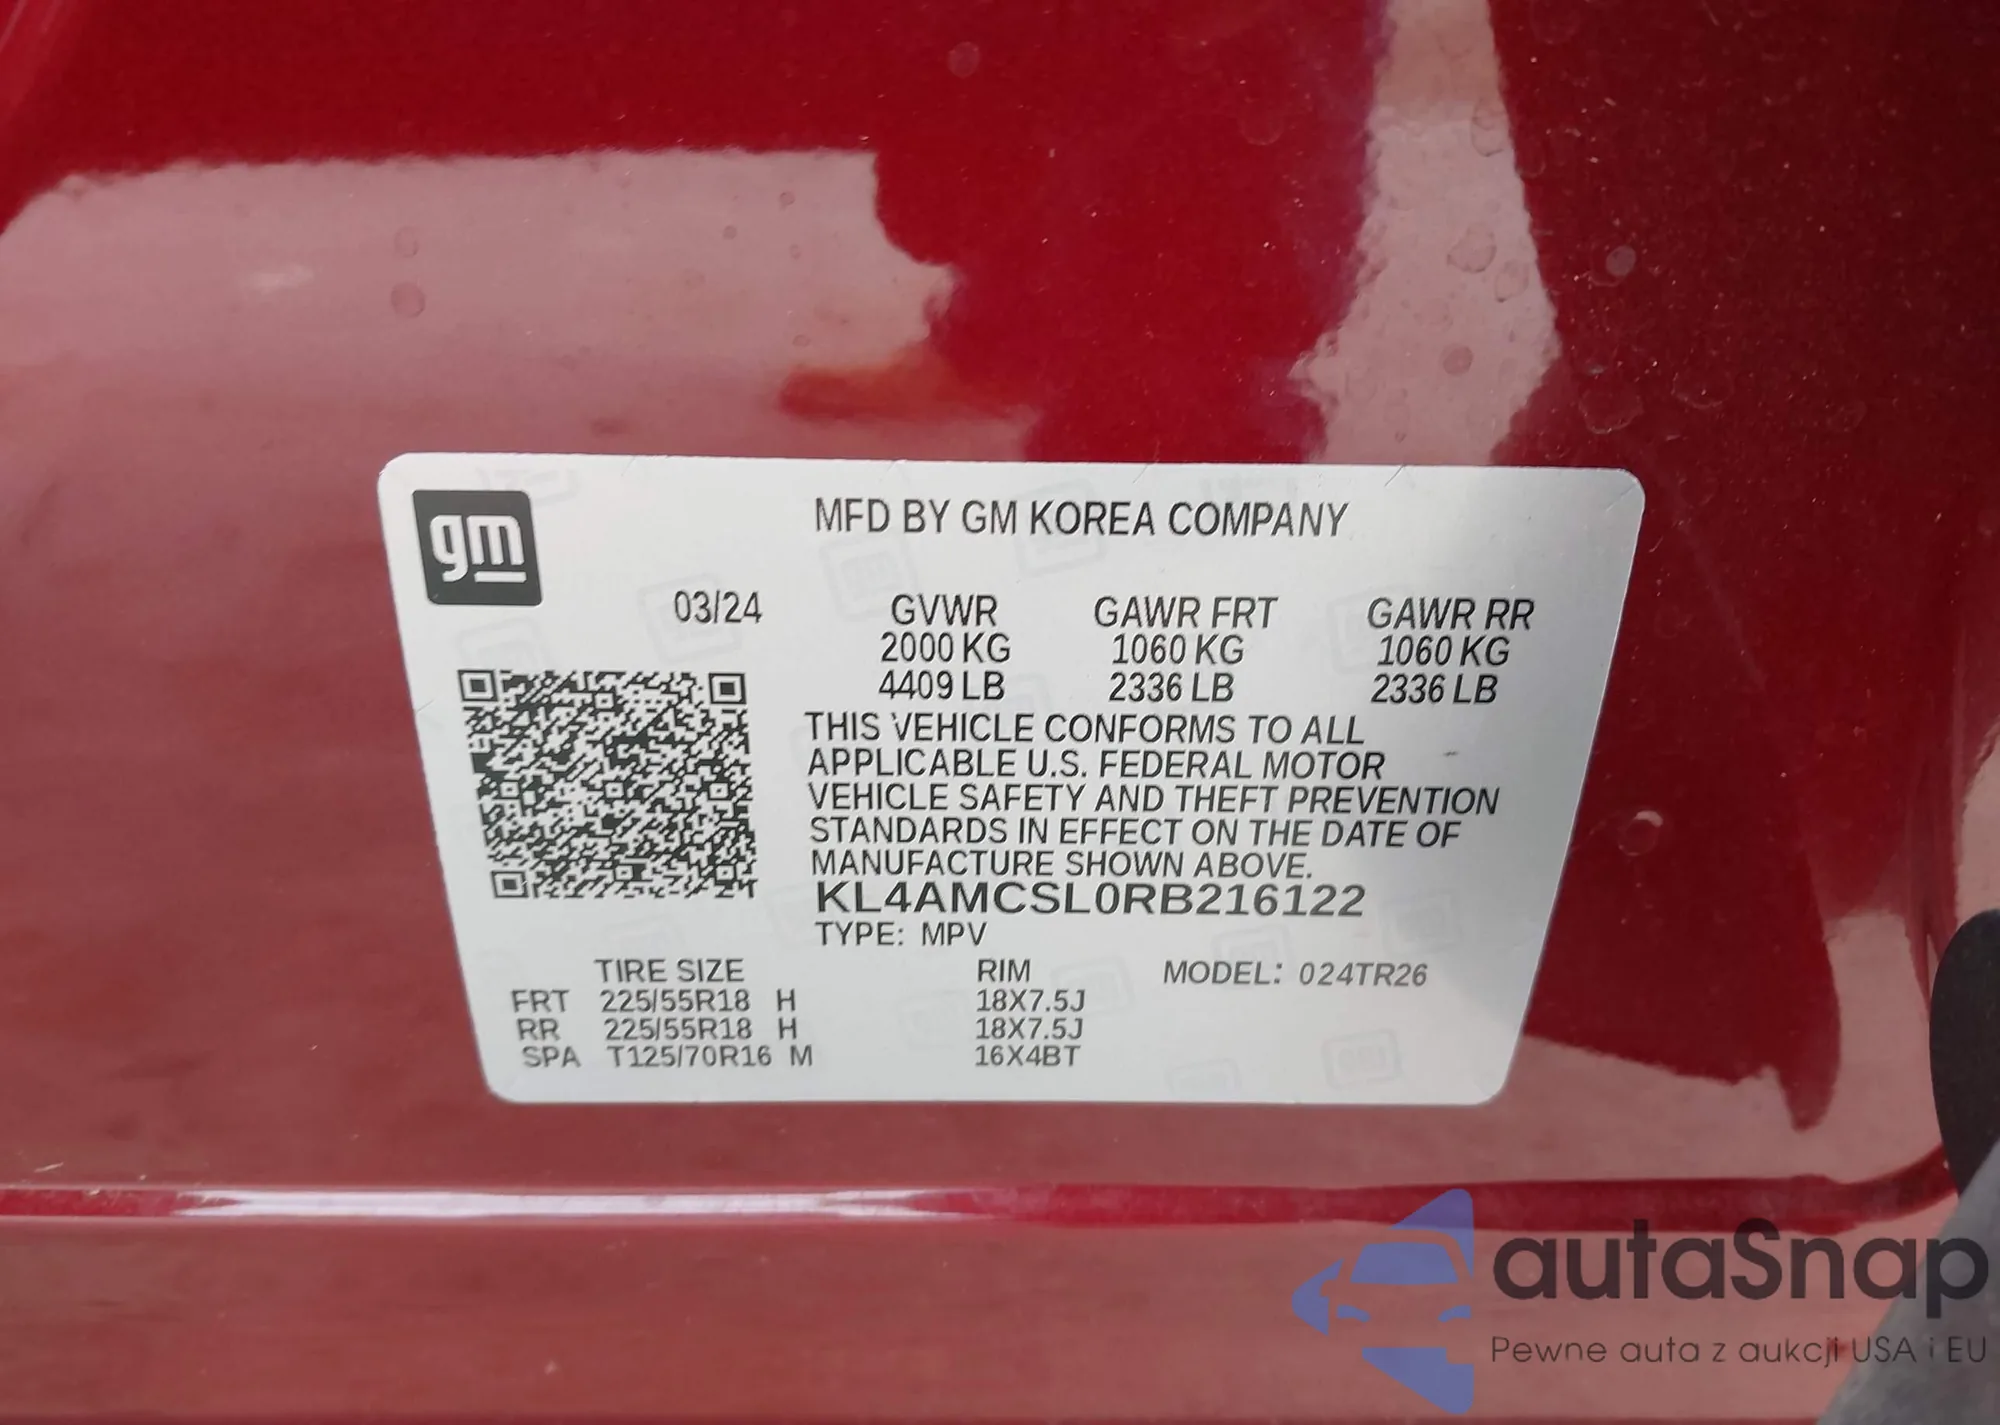 gm
MFD BY GM KOREA COMPANY
03/24 GVWR GAWR FRT GAWR RR
2000 KG 1060 KG 1060 KG
4409 LB 2336 LB 2336 LB
THIS VEHICLE CONFORMS TO ALL
APPLICABLE U.S. FEDERAL MOTOR
VEHICLE SAFETY AND THEFT PREVENTION
STANDARDS IN EFFECT ON THE DATE OF
MANUFACTURE SHOWN ABOVE.
KL4AMCSL0RB216122
TYPE: MPV
TIRE SIZE RIM MODEL: 024TR26
FRT 225/55R18 H 18X7.5J
RR 225/55R18 H 18X7.5J
SPA T125/70R16 M 16X4BT
autaSnap
Pewne auta z aukcji USA i EU